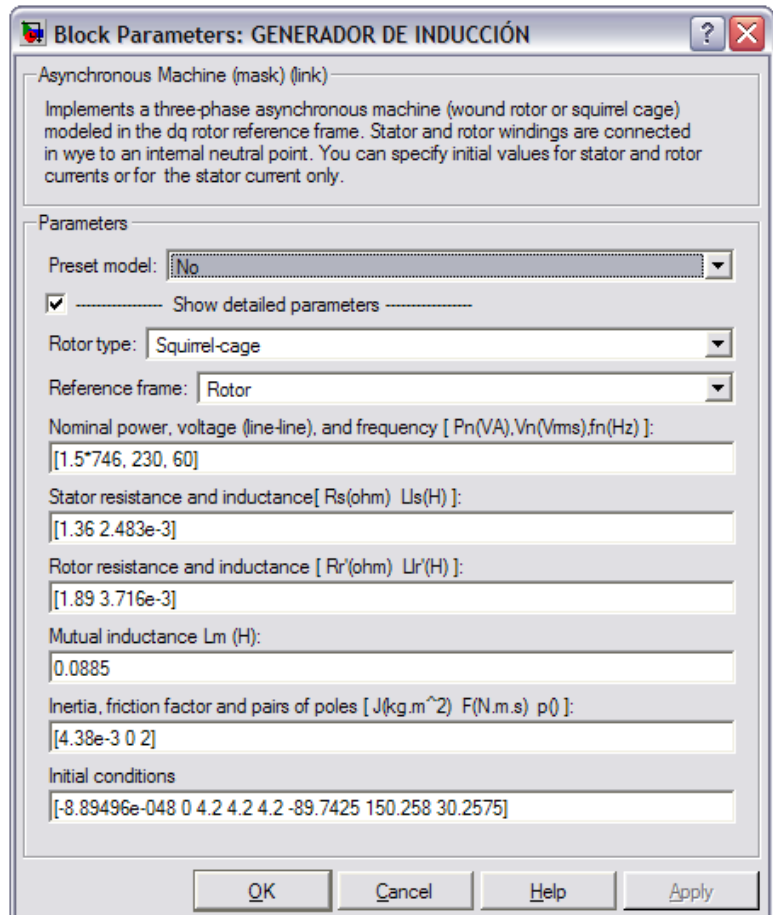 Block Parameters: GENERADOR DE INDUCCIÓN
Asynchronous Machine (mask) (link)
Implements a three-phase asynchronous machine (wound rotor or squirrel cage)
modeled in the dq rotor reference frame. Stator and rotor windings are connected
in wye to an internal neutral point. You can specify initial values for stator and rotor
currents or for the stator current only.
Parameters
Preset model: No
---------------- Show detailed parameters ----------------
Rotor type: Squirrel-cage
Reference frame: Rotor
Nominal power, voltage (line-line), and frequency [ Pn(VA),Vn(Vrms),fn(Hz) ]:
[1.5*746, 230, 60]
Stator resistance and inductance[ Rs(ohm) Lls(H) ]:
[1.36 2.483e-3]
Rotor resistance and inductance [ Rr'(ohm) Llr'(H) ]:
[1.89 3.716e-3]
Mutual inductance Lm (H):
0.0885
Inertia, friction factor and pairs of poles [ J(kg.m^2) F(N.m.s) p() ]:
[4.38e-3 0 2]
Initial conditions
[-8.89496e-048 0 4.2 4.2 4.2 -89.7425 150.258 30.2575]
OK Cancel Help Apply